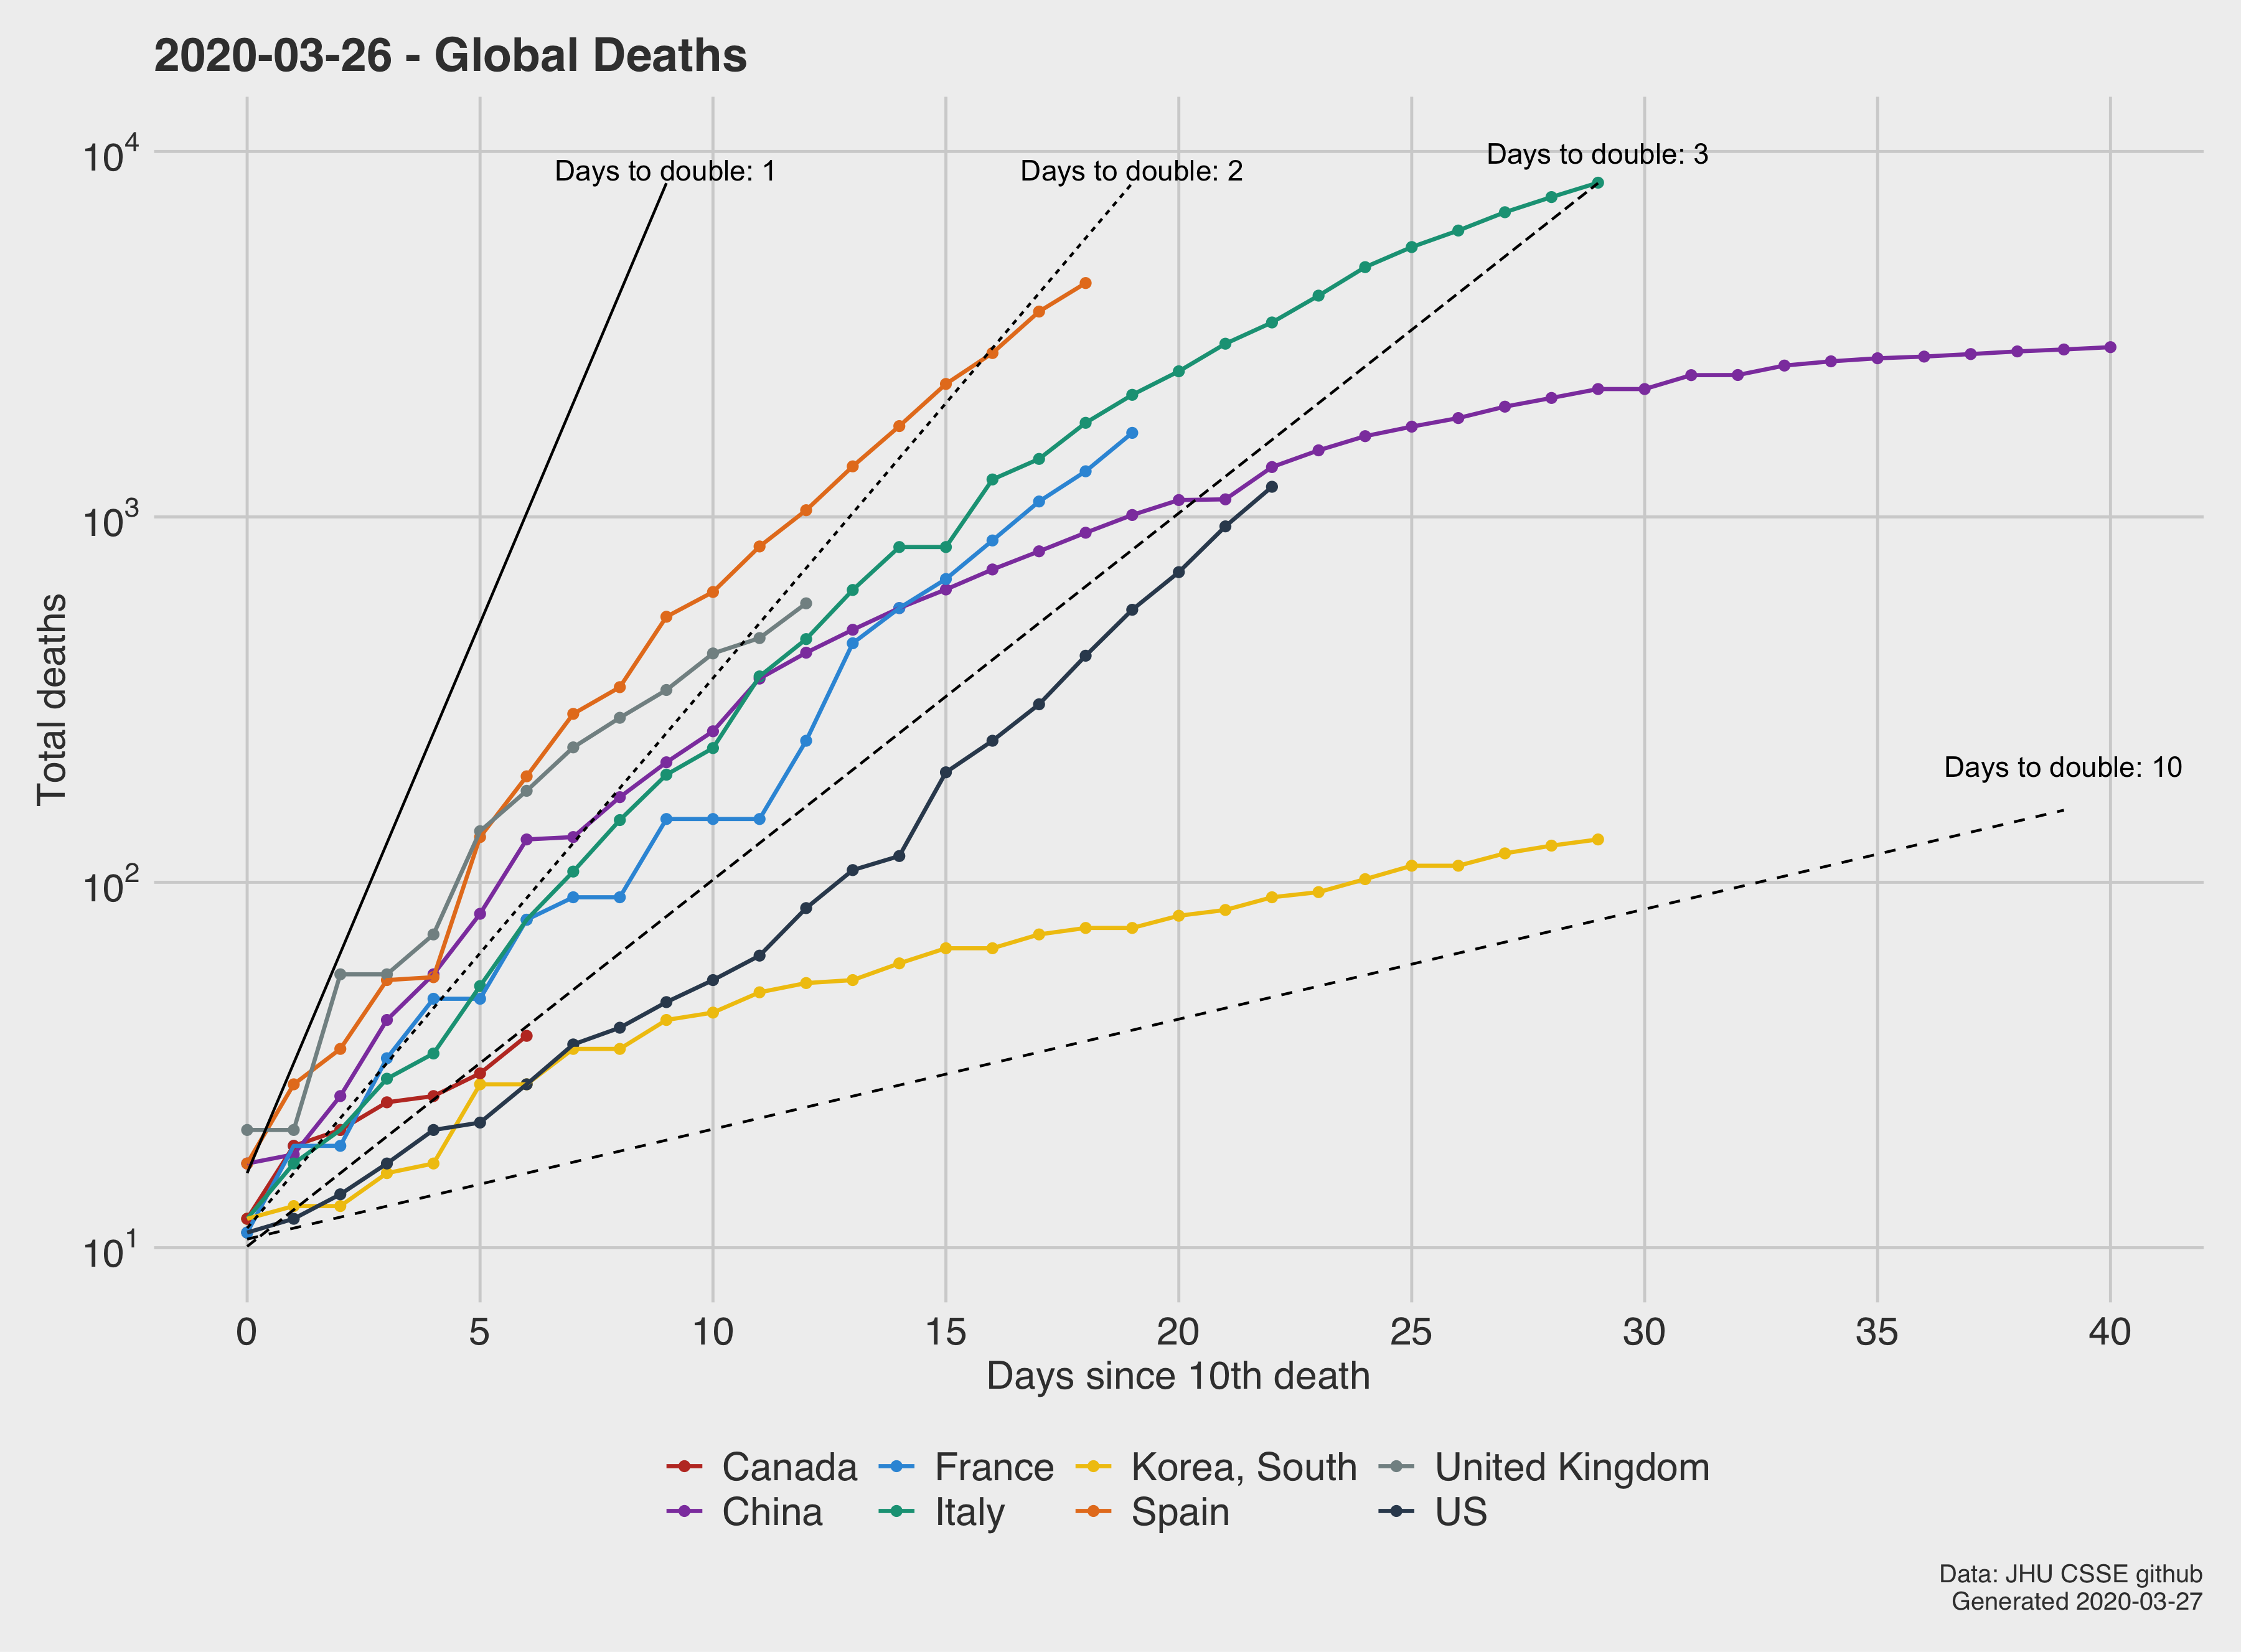 2020-03-26 - Global Deaths
Days to double: 1
Days to double: 2
Days to double: 3
Days to double: 10
Total deaths
10^4
10^3
10^2
10^1
0 5 10 15 20 25 30 35 40
Days since 10th death
Canada France Korea, South United Kingdom
China Italy Spain US
Data: JHU CSSE github
Generated 2020-03-27